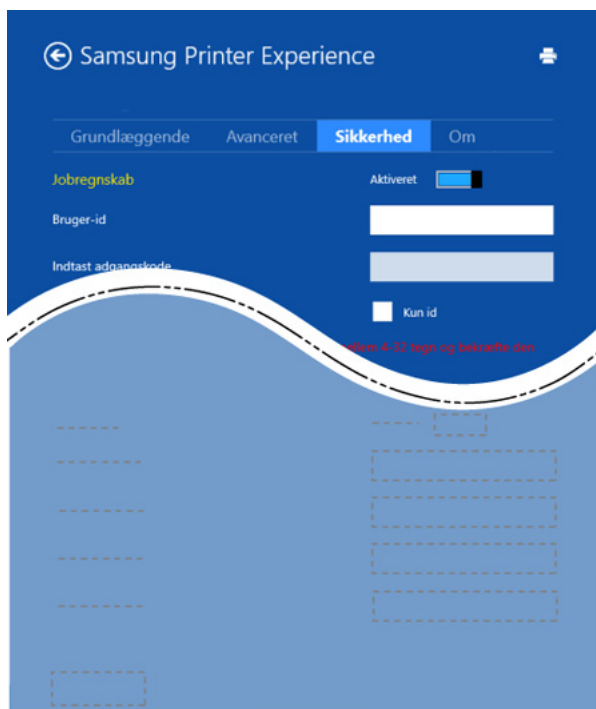 Samsung Printer Experience
Grundlæggende Avanceret Sikkerhed Om
Jobregnskab Aktiveret
Bruger-id
Indtast adgangskode
Kun id
4-32 tegn og bekræfte den